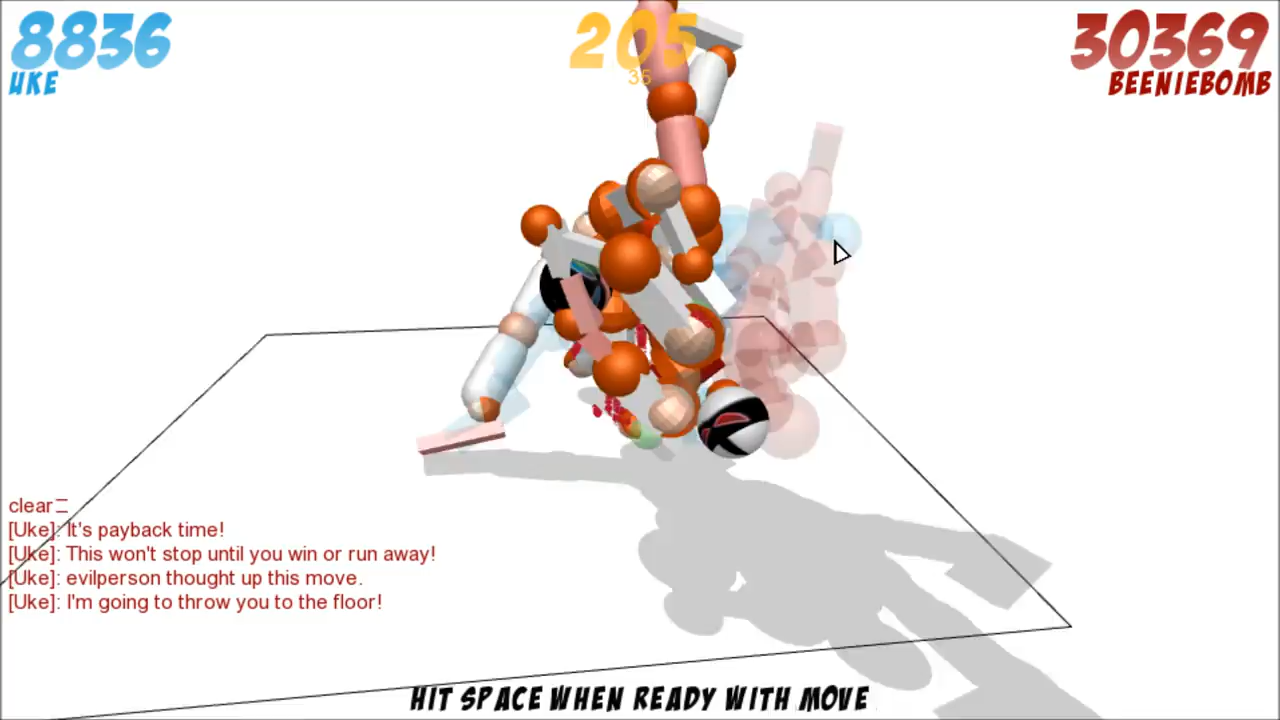 8836
UKE
205
35
30369
BEENIEBOMB
clear
[Uke]: It's payback time!
[Uke]: This won't stop until you win or run away!
[Uke]: evilperson thought up this move.
[Uke]: I'm going to throw you to the floor!
HIT SPACE WHEN READY WITH MOVE